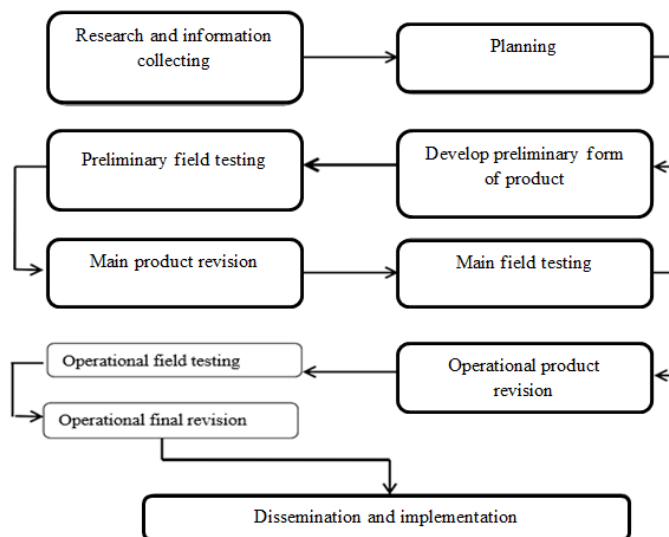 Research and information
collecting
Planning
Develop preliminary form
of product
Preliminary field testing
Main product revision
Main field testing
Operational product
revision
Operational field testing
Operational final revision
Dissemination and implementation